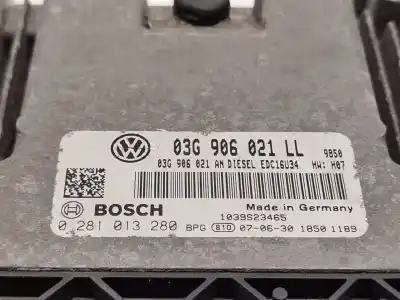 03G 906 021 LL 9850
03G 906 021 AN DIESEL EDC16U34 HW: H07
BOSCH
Made in Germany
1039S23465
0 281 013 280 BPG 810 07-06-30 1850 1189